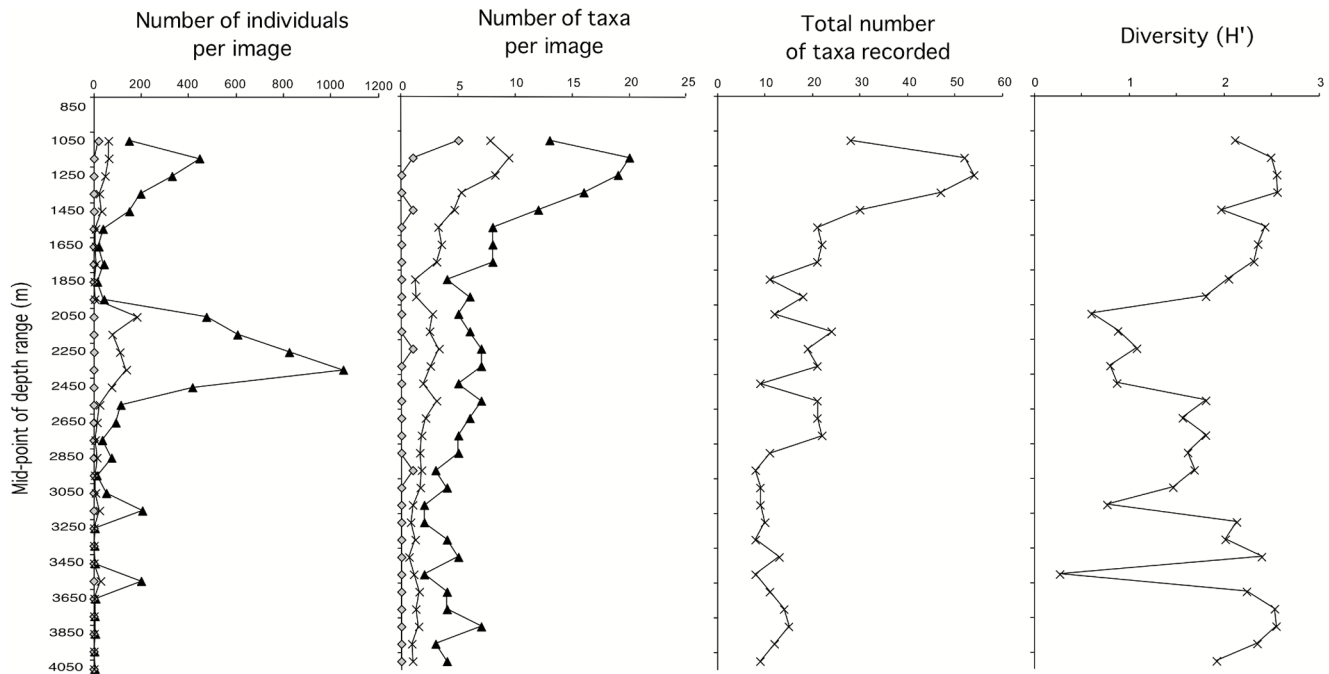 Number of individuals
per image
0 200 400 600 800 1000 1200
Number of taxa
per image
0 5 10 15 20 25
Total number
of taxa recorded
0 10 20 30 40 50 60
Diversity (H')
0 1 2 3
Mid-point of depth range (m)
850
1050
1250
1450
1650
1850
2050
2250
2450
2650
2850
3050
3250
3450
3650
3850
4050